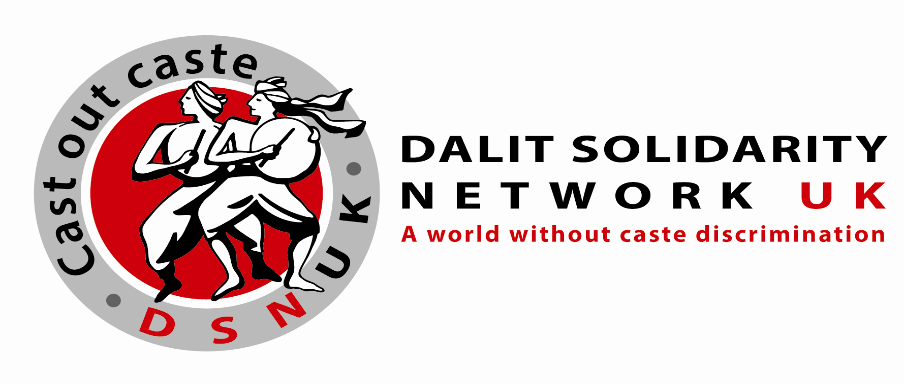 Cast out caste
DSNUK
DALIT SOLIDARITY
NETWORK UK
A world without caste discrimination